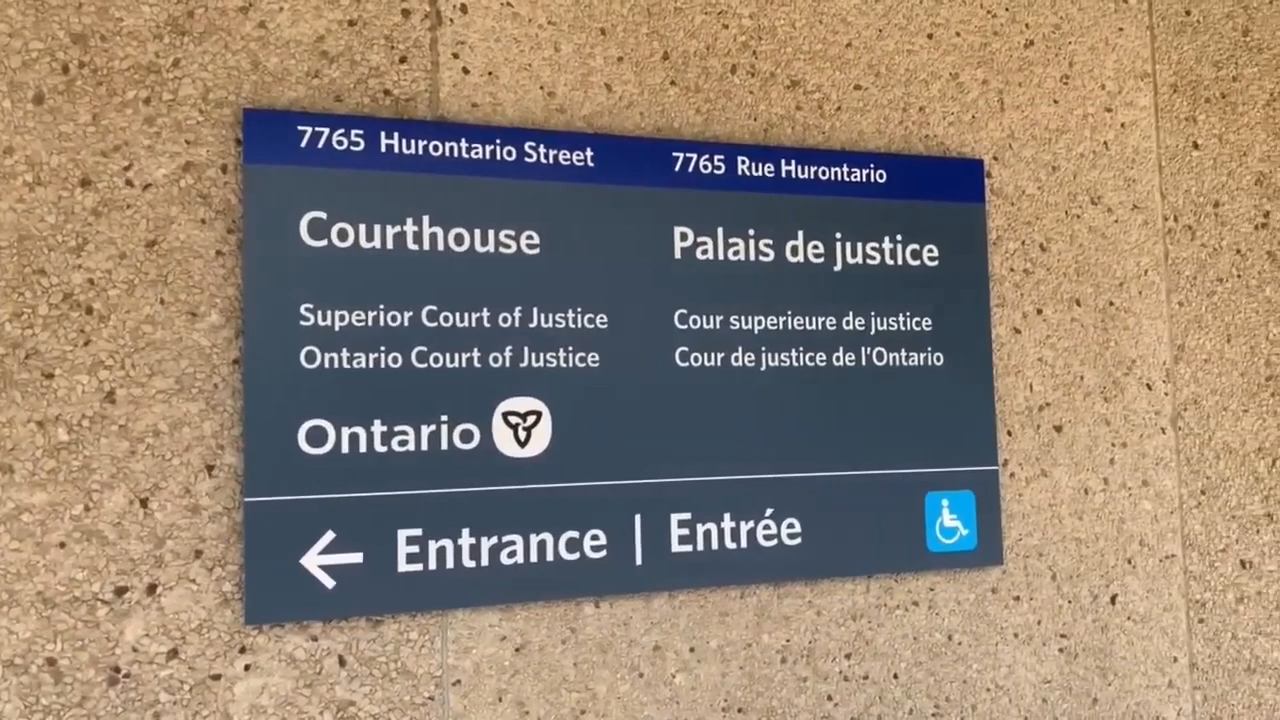 7765 Hurontario Street
7765 Rue Hurontario
Courthouse
Palais de justice
Superior Court of Justice
Ontario Court of Justice
Cour superieure de justice
Cour de justice de l'Ontario
Ontario
Entrance | Entrée